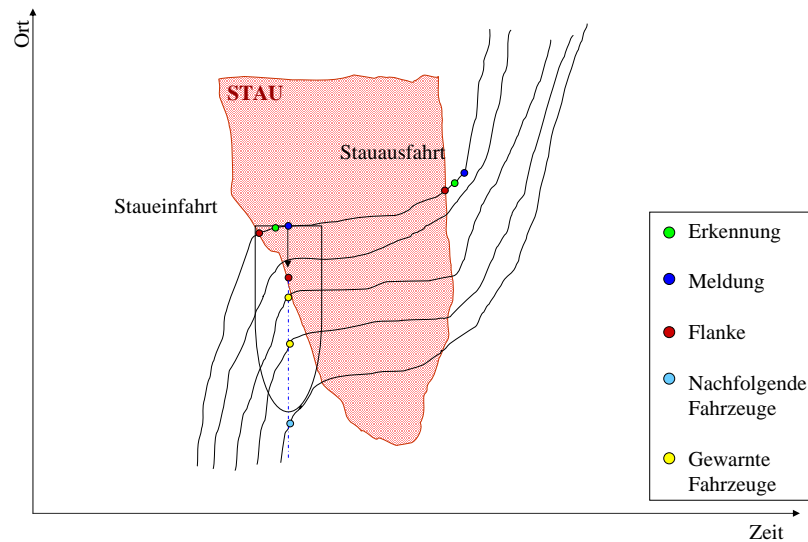 Ort
STAU
Stauausfahrt
Staueinfahrt
Erkennung
Meldung
Flanke
Nachfolgende
Fahrzeuge
Gewarnte
Fahrzeuge
Zeit